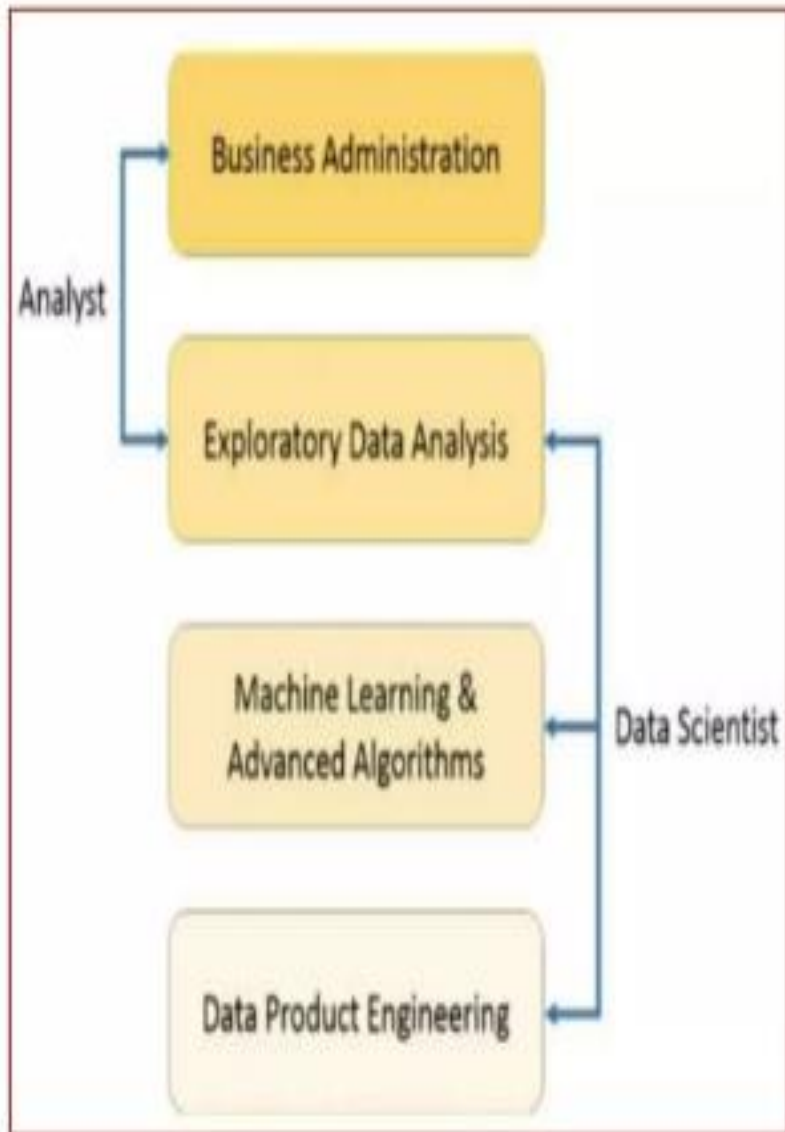 Business Administration
Analyst
Exploratory Data Analysis
Machine Learning &
Advanced Algorithms
Data Scientist
Data Product Engineering